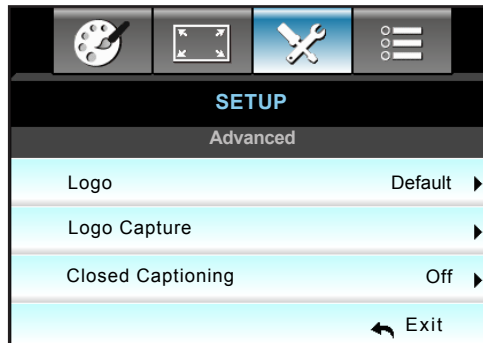 SETUP
Advanced
Logo Default
Logo Capture
Closed Captioning Off
Exit